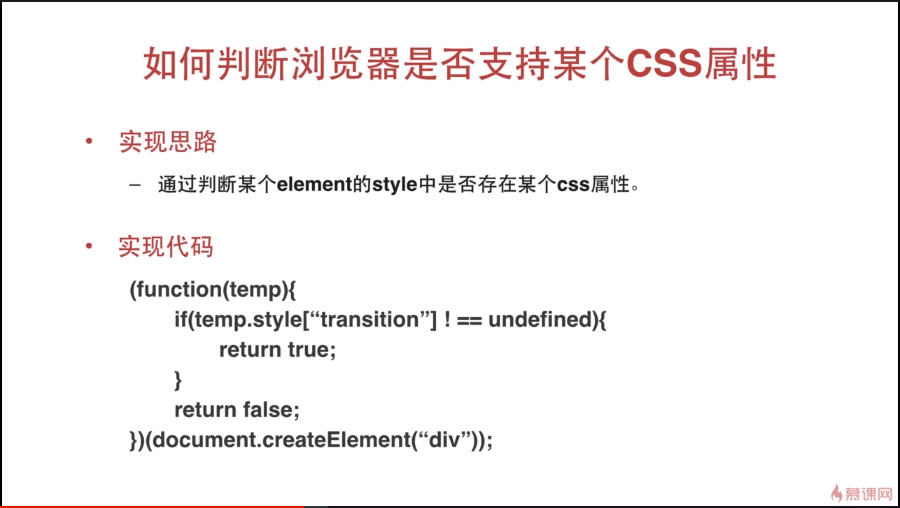 如何判断浏览器是否支持某个CSS属性
• 实现思路
– 通过判断某个element的style中是否存在某个css属性。
• 实现代码
(function(temp){
if(temp.style[“transition”] ! == undefined){
return true;
}
return false;
})(document.createElement(“div”));
慕课网